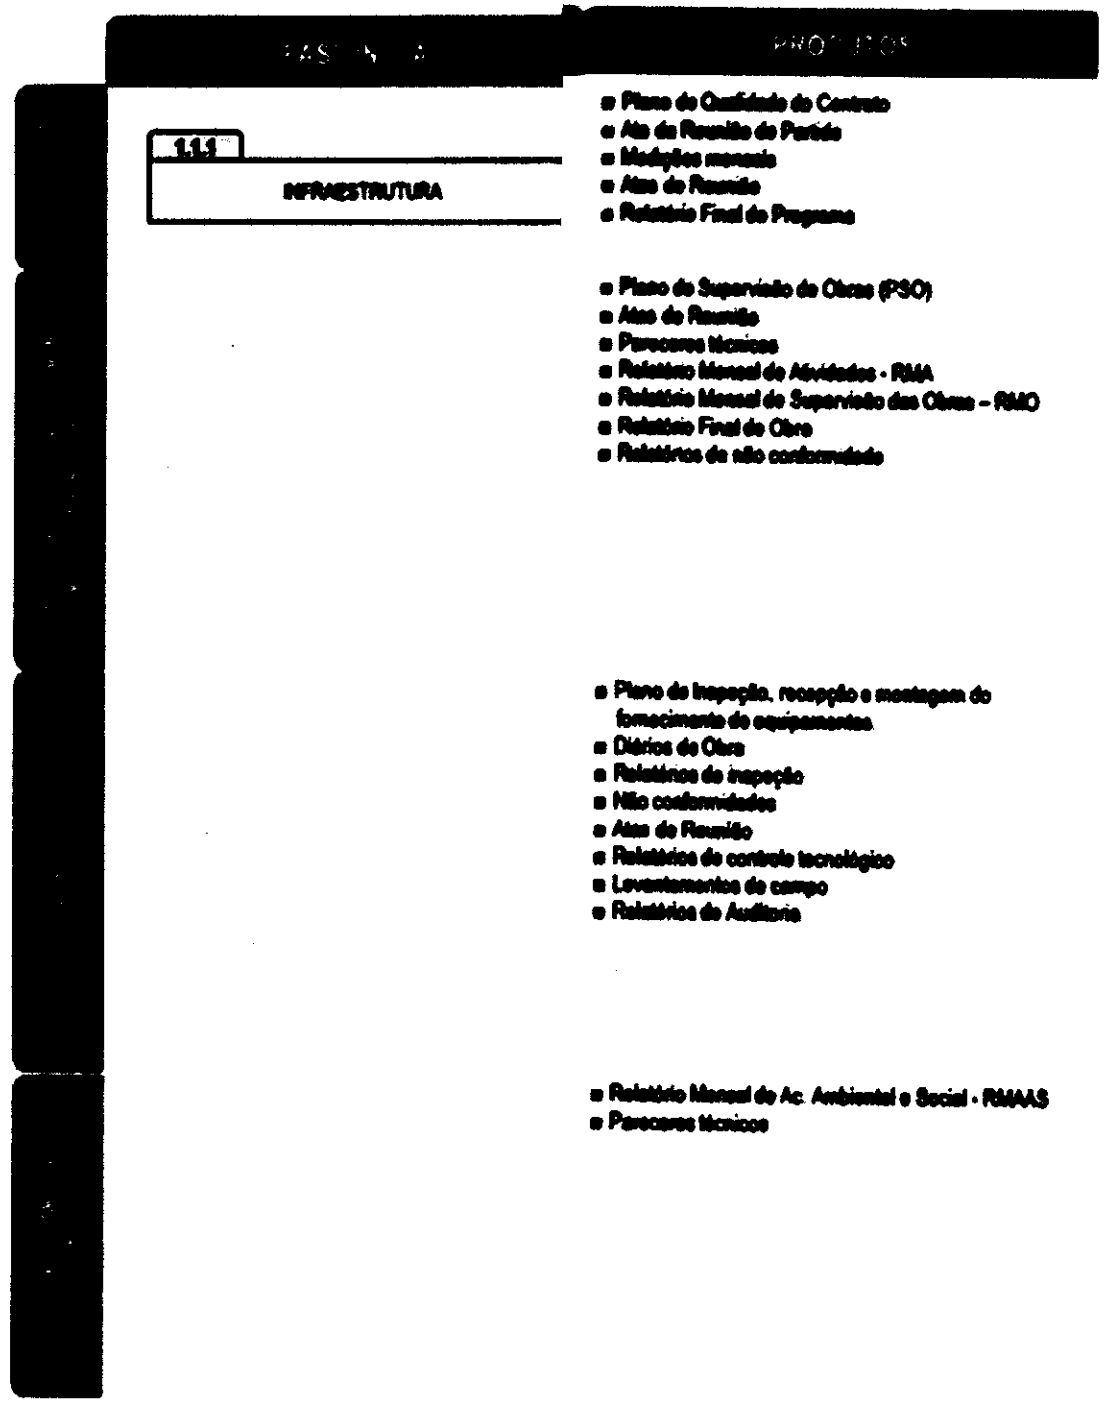 PRODUTOS
1.1.1
INFRAESTRUTURA
Plano de Qualidade do Contrato
Ata da Reunião de Partida
Medições mensais
Atas de Reunião
Relatório Final do Programa
Plano de Supervisão de Obras (PSO)
Atas de Reunião
Pareceres técnicos
Relatório Mensal de Atividades - RMA
Relatório Mensal de Supervisão das Obras – RMO
Relatório Final de Obra
Relatórios de não conformidade
Plano de Inspeção, recepção e montagem do
fornecimento de equipamentos
Diários de Obra
Relatórios de inspeção
Não conformidades
Atas de Reunião
Relatórios de controle tecnológico
Levantamentos de campo
Relatórios de Auditoria
Relatório Mensal de Ac. Ambiental e Social - RMAAS
Pareceres técnicos